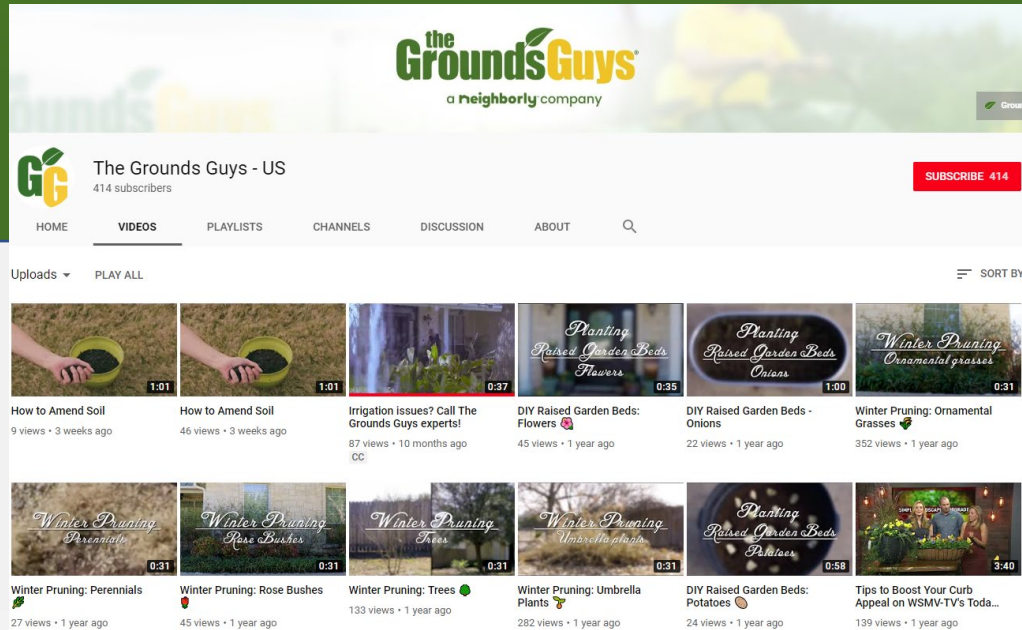 the
GroundsGuys®
a neighborly company
The Grounds Guys - US
414 subscribers
SUBSCRIBE 414
HOME VIDEOS PLAYLISTS CHANNELS DISCUSSION ABOUT
Uploads PLAY ALL SORT BY
1:01
How to Amend Soil
9 views • 3 weeks ago
1:01
How to Amend Soil
46 views • 3 weeks ago
0:37
Irrigation issues? Call The
Grounds Guys experts!
87 views • 10 months ago
CC
Planting
Raised Garden Beds
Flowers
0:35
DIY Raised Garden Beds:
Flowers 🌺
45 views • 1 year ago
Planting
Raised Garden Beds
Onions
1:00
DIY Raised Garden Beds -
Onions
22 views • 1 year ago
Winter Pruning
Ornamental grasses
0:31
Winter Pruning: Ornamental
Grasses 🌾
352 views • 1 year ago
Winter Pruning
Perennials
0:31
Winter Pruning: Perennials
🌿
27 views • 1 year ago
Winter Pruning
Rose Bushes
0:31
Winter Pruning: Rose Bushes
🌹
45 views • 1 year ago
Winter Pruning
Trees
0:31
Winter Pruning: Trees 🌳
133 views • 1 year ago
Winter Pruning
Umbrella plants
0:31
Winter Pruning: Umbrella
Plants 🌱
282 views • 1 year ago
Planting
Raised Garden Beds
Potatoes
0:58
DIY Raised Garden Beds:
Potatoes 🥔
24 views • 1 year ago
3:40
Tips to Boost Your Curb
Appeal on WSMV-TV's Toda...
139 views • 1 year ago